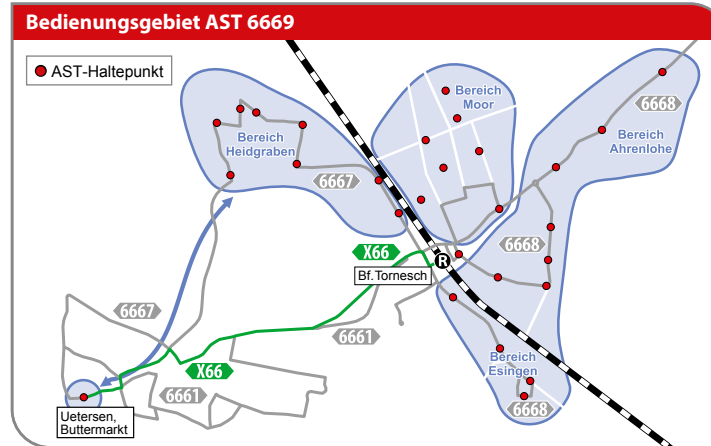 Bedienungsgebiet AST 6669
AST-Haltepunkt
Bereich
Moor
6668
Bereich
Ahrenlohe
Bereich
Heidgraben
6667
6668
X66
R
Bf. Tornesch
6667
6661
X66
6661
Bereich
Esingen
6668
Uetersen,
Buttermarkt